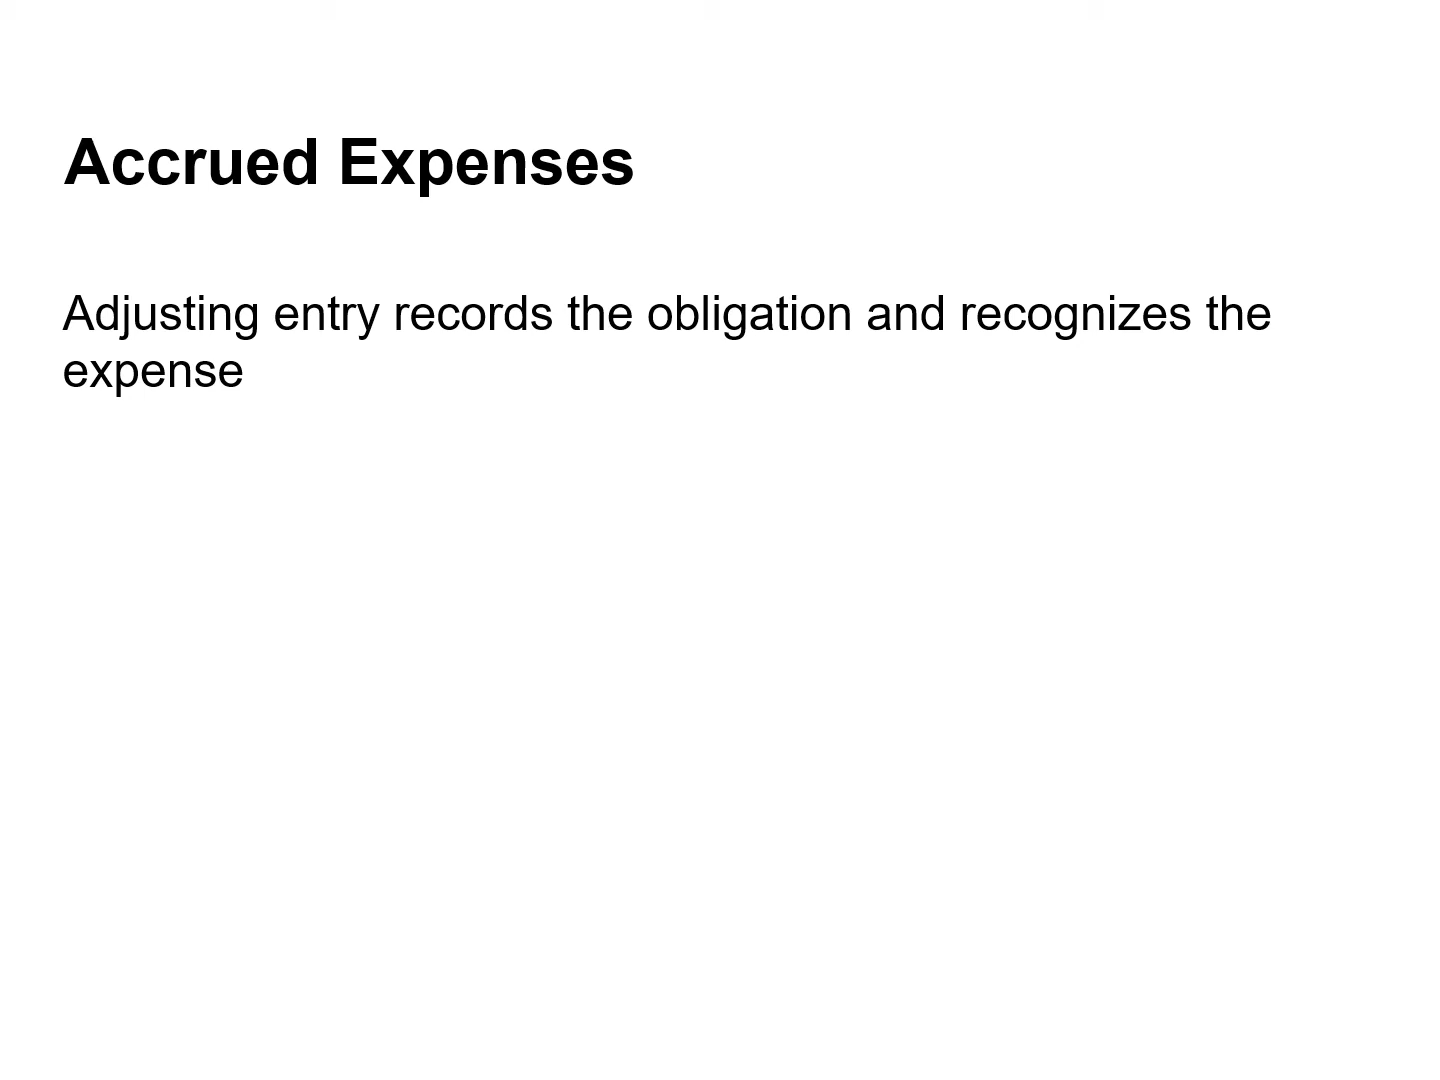 Accrued Expenses
Adjusting entry records the obligation and recognizes the
expense